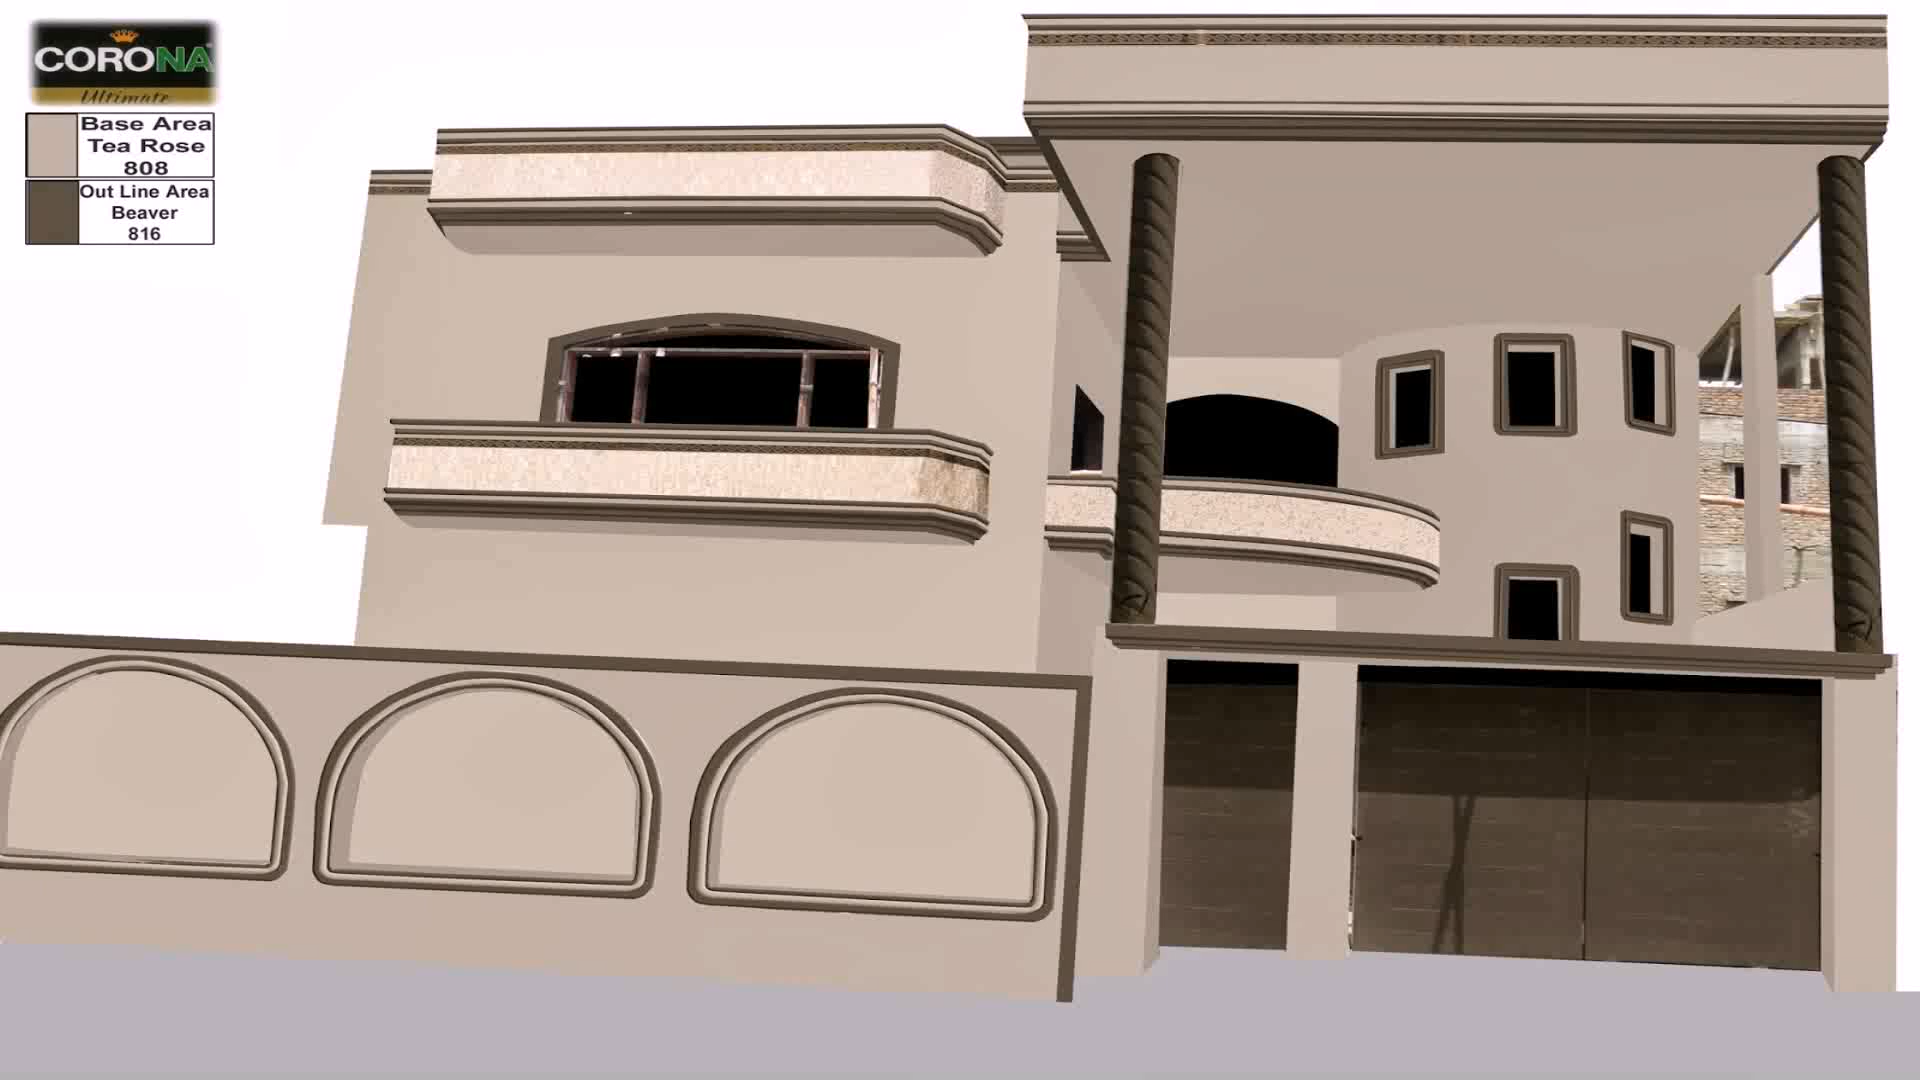 CORONA
Ultimate
Base Area
Tea Rose
808
Out Line Area
Beaver
816